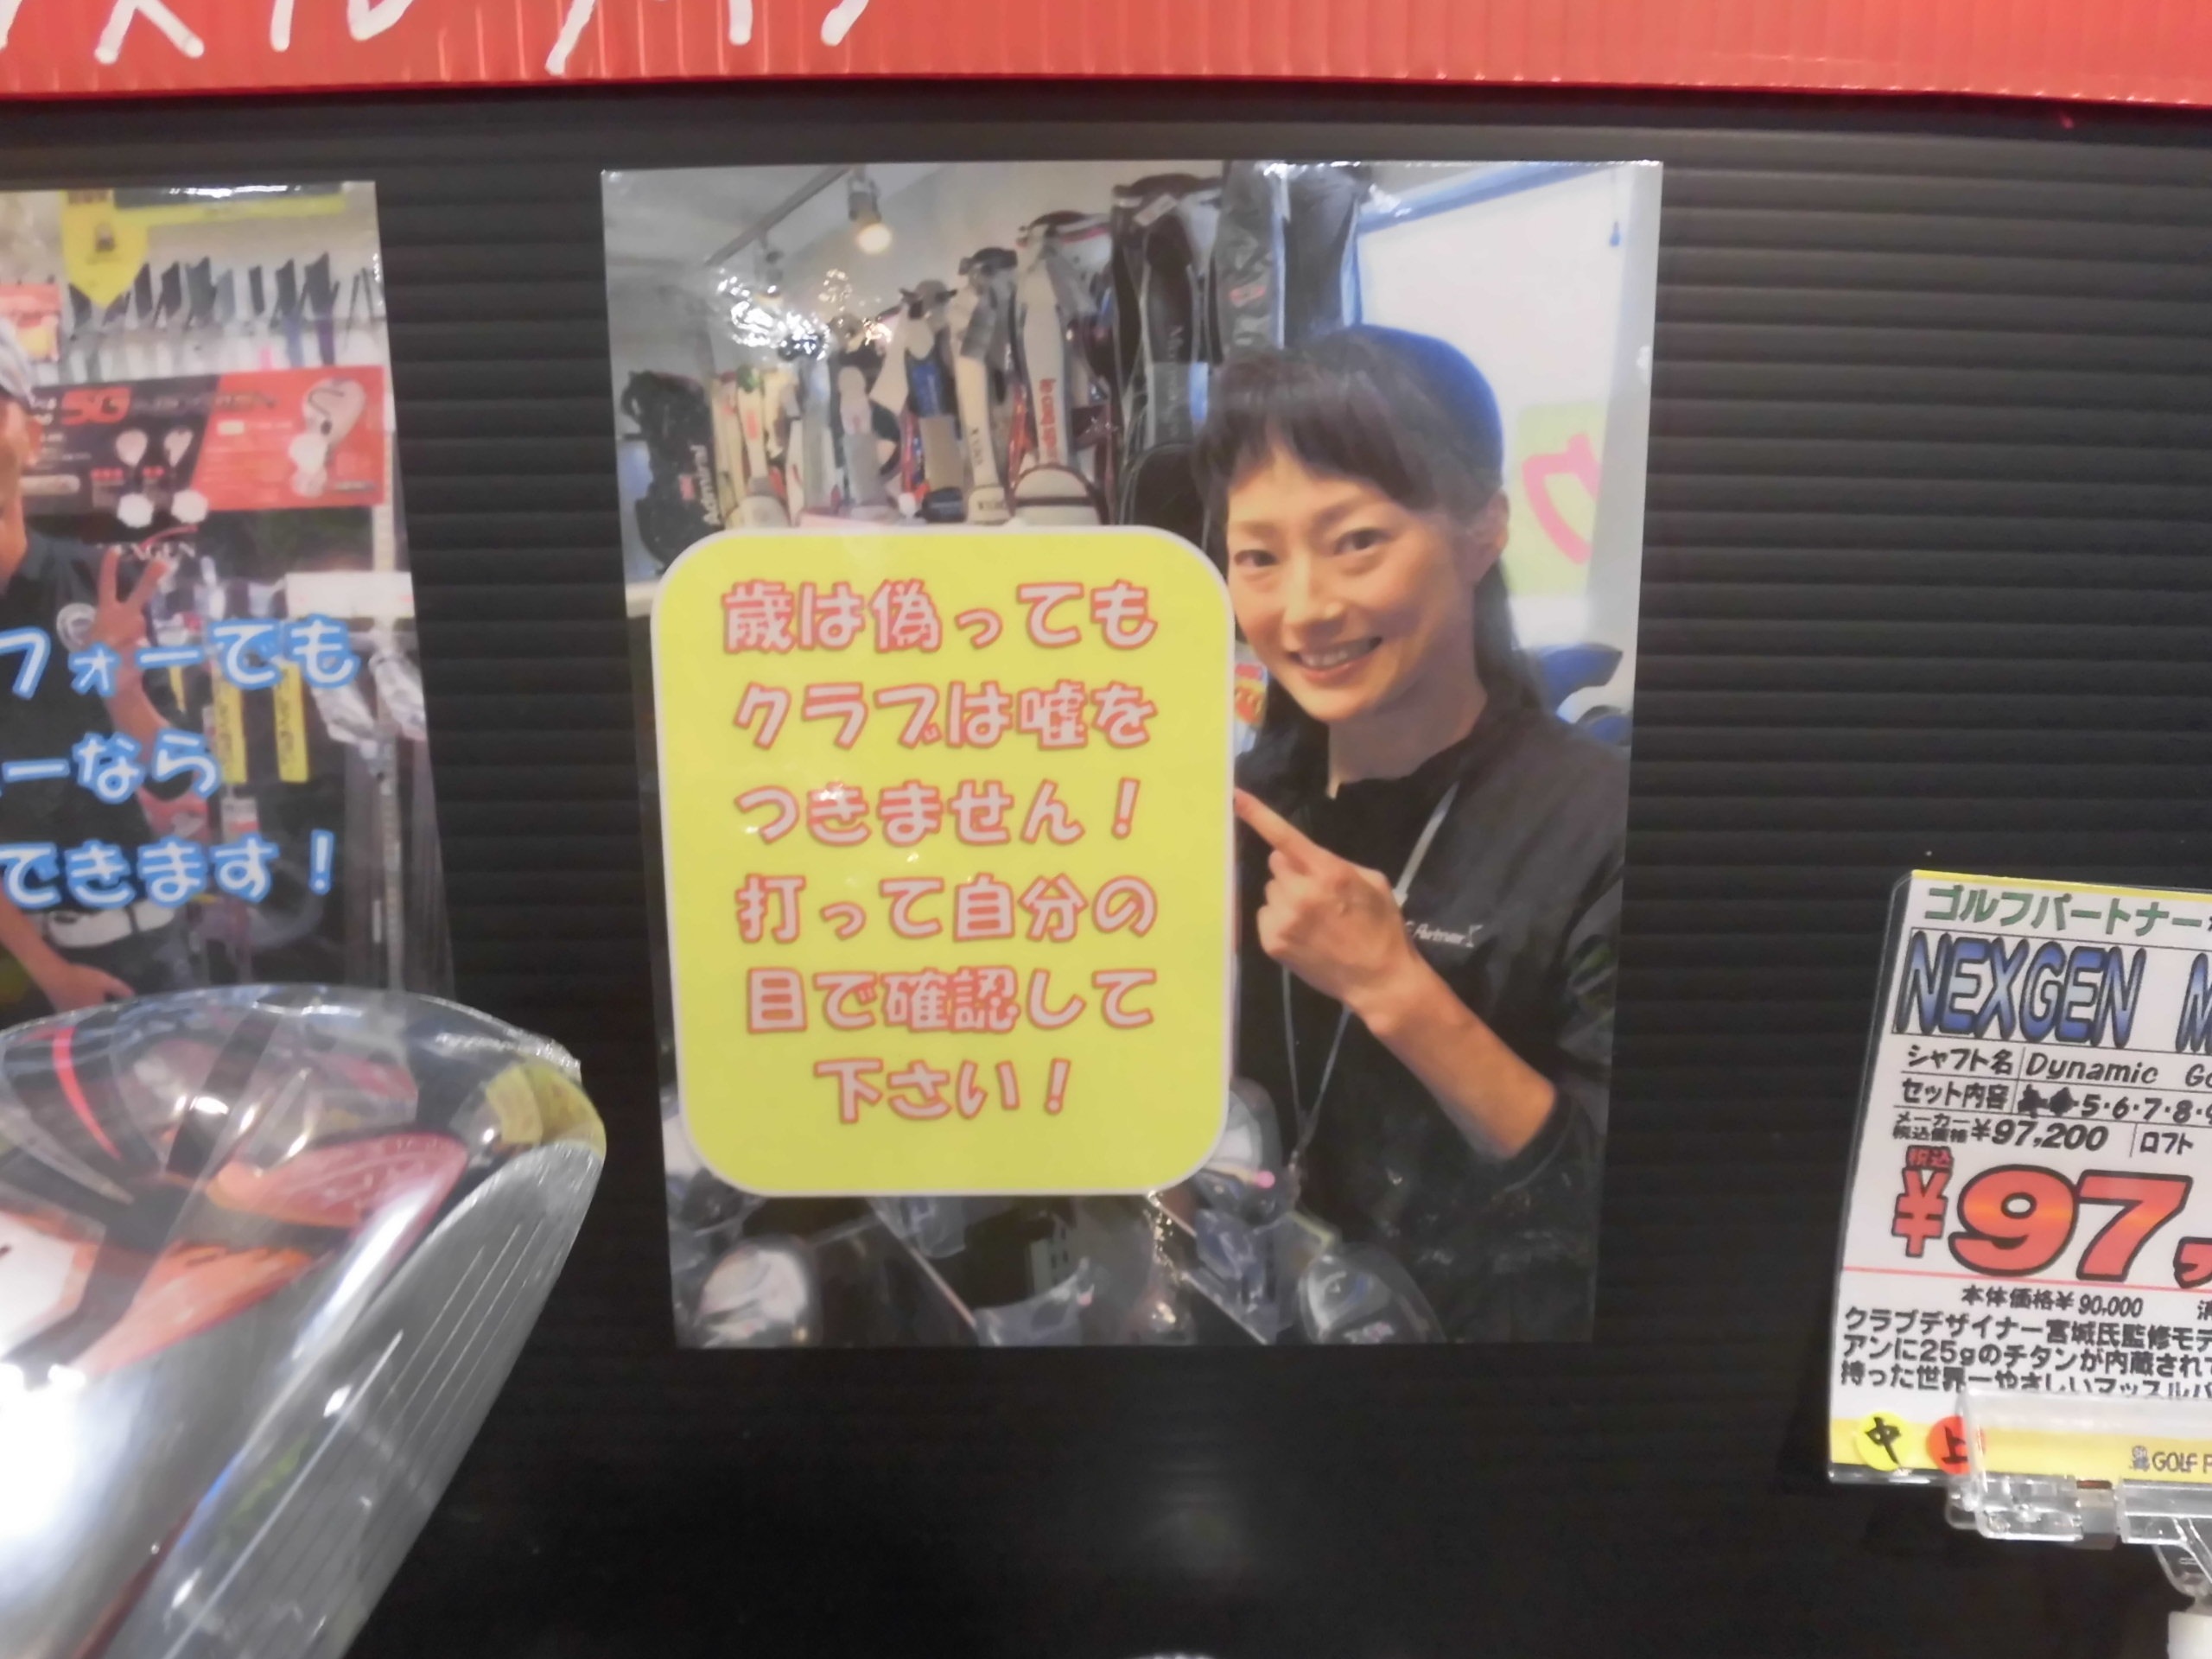 フォーでも
ーなら
できます！
Admiral
歳は偽っても
クラブは嘘を
つきません！
打って自分の
目で確認して
下さい！
ゴルフパートナー
NEXGEN M
シャフト名 Dynamic Go
セット内容 5・6・7・8・9
メーカー税込価格 ¥97,200 ロフト
税込
¥97,
本体価格¥90,000 消
クラブデザイナー宮城氏監修モデ
アンに25gのチタンが内蔵されて
持った世界一やさしいマッスルバ
中 上
GOLF P